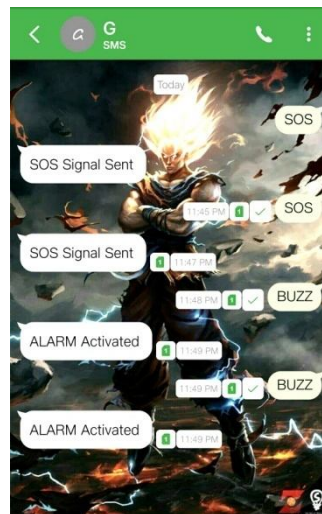 G
SMS
Today
SOS
SOS Signal Sent
11:45 PM
SOS
SOS Signal Sent
11:47 PM
11:48 PM
BUZZ
ALARM Activated
11:49 PM
11:49 PM
BUZZ
ALARM Activated
11:49 PM